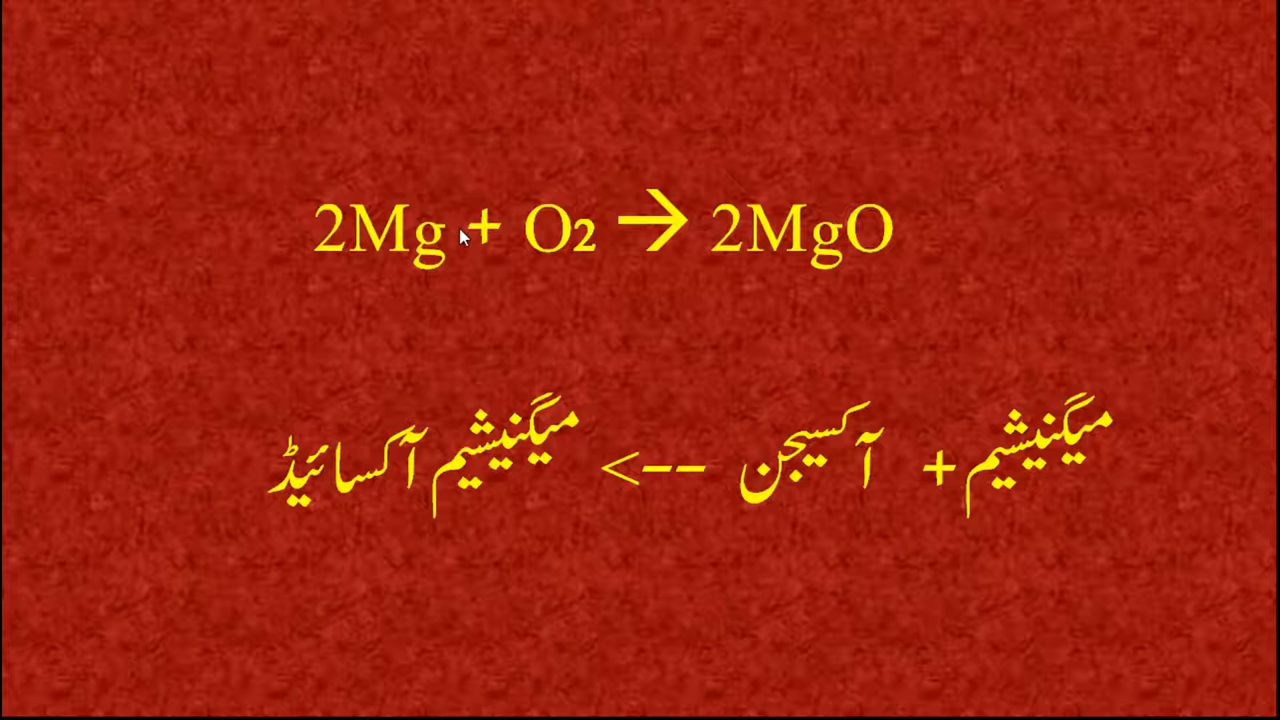 2Mg + O2 → 2MgO
میگنیشیم + آکسیجن --> میگنیشیم آکسائیڈ